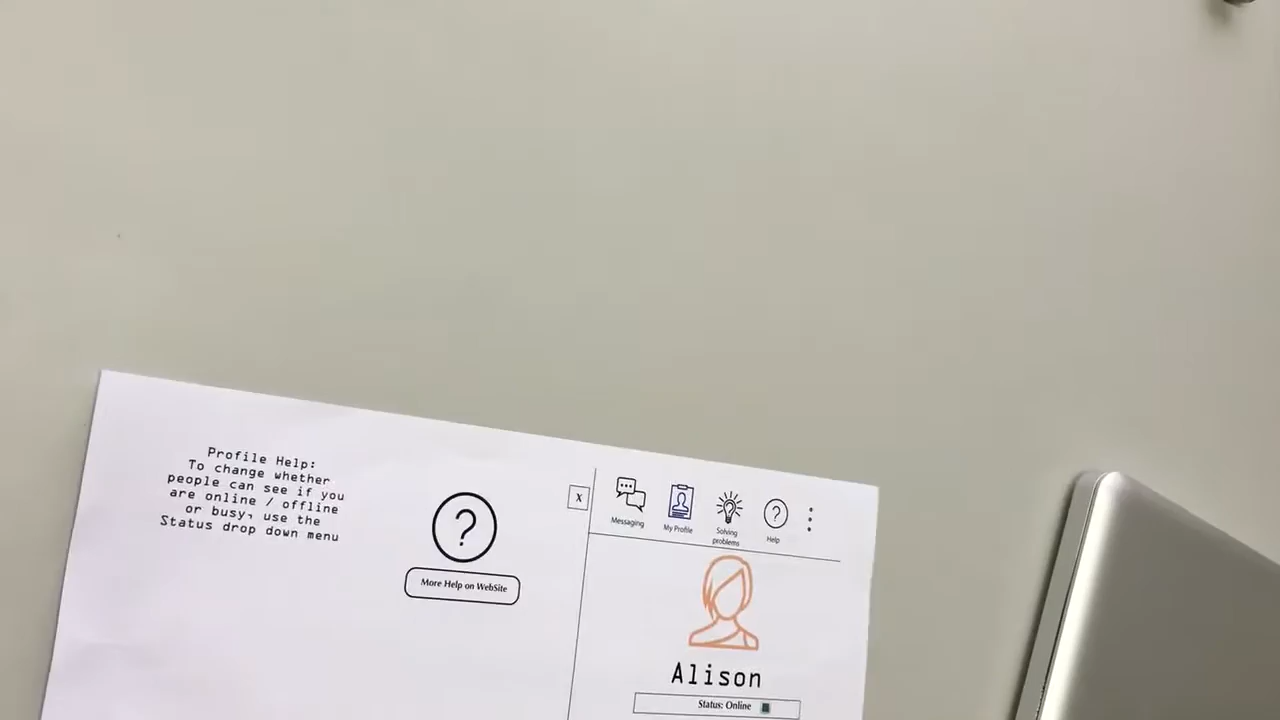 Profile Help:
To change whether
people can see if you
are online / offline
or busy, use the
Status drop down menu
?
More Help on WebSite
X
Messaging
My Profile
Solving
problems
?
Help
Alison
Status: Online